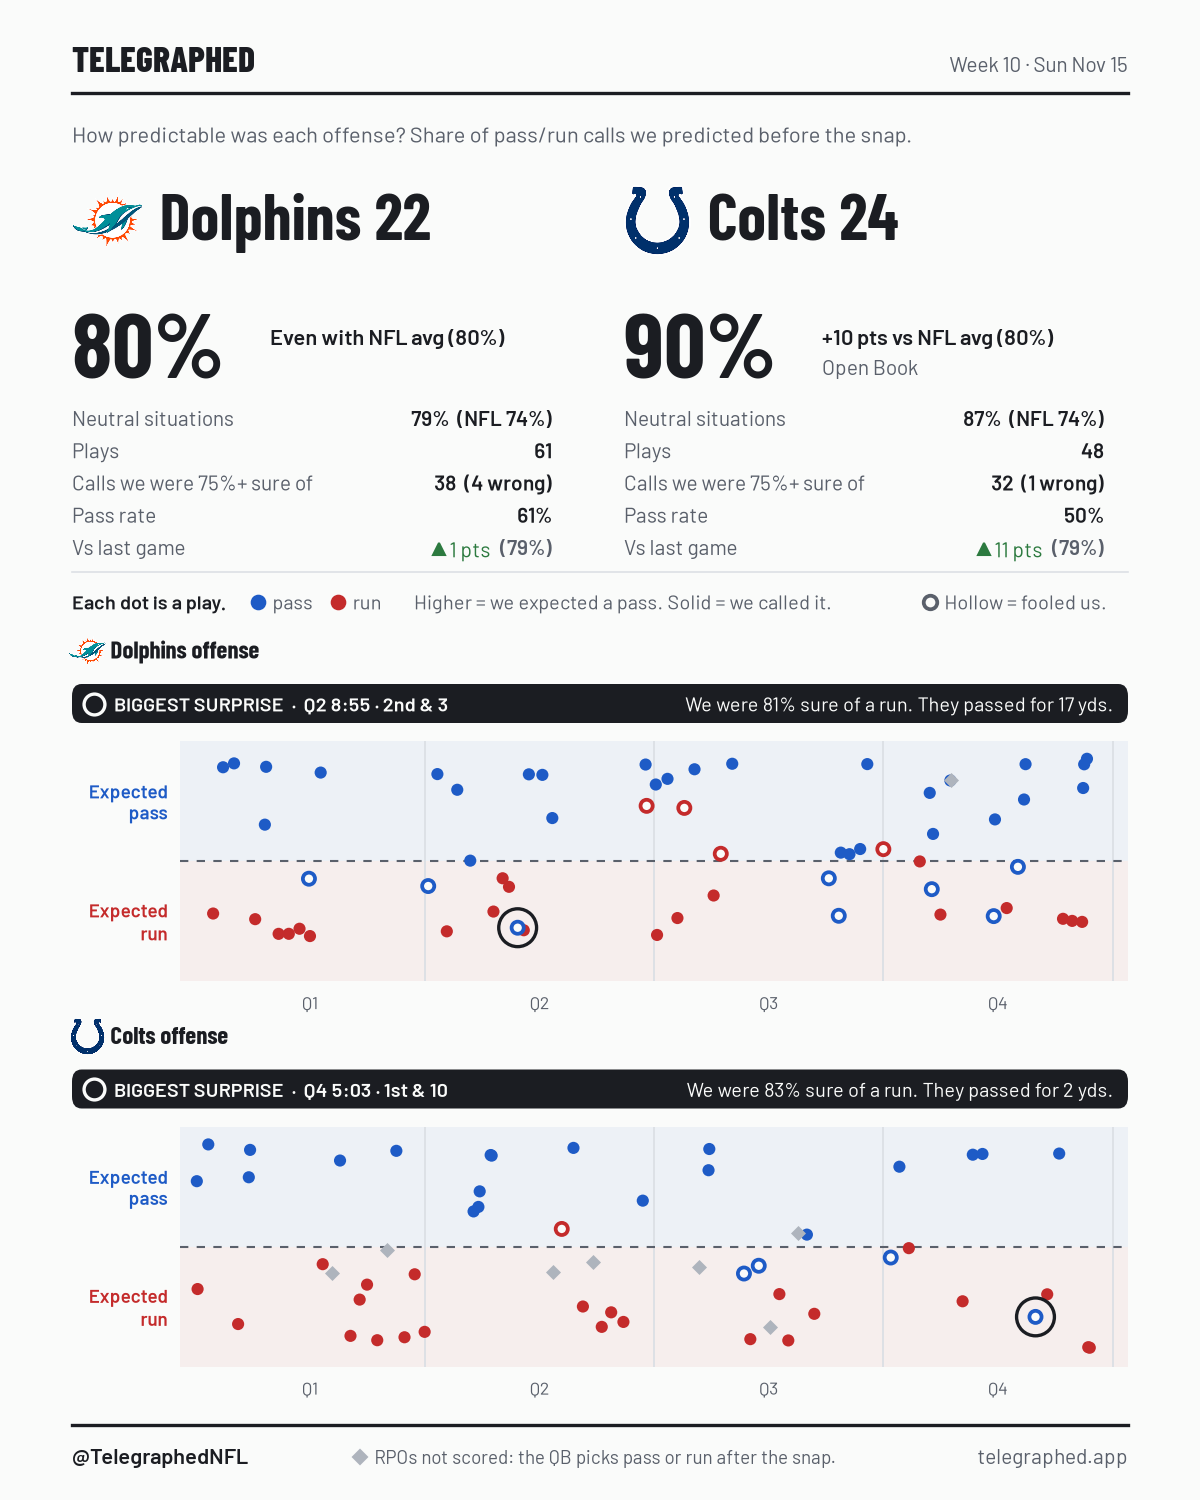 TELEGRAPHED
Week 10 · Sun Nov 15
How predictable was each offense? Share of pass/run calls we predicted before the snap.
Dolphins 22
80%
Even with NFL avg (80%)
Neutral situations 79% (NFL 74%)
Plays 61
Calls we were 75%+ sure of 38 (4 wrong)
Pass rate 61%
Vs last game ▲1 pts (79%)
Colts 24
90%
+10 pts vs NFL avg (80%)
Open Book
Neutral situations 87% (NFL 74%)
Plays 48
Calls we were 75%+ sure of 32 (1 wrong)
Pass rate 50%
Vs last game ▲11 pts (79%)
Each dot is a play. pass run Higher = we expected a pass. Solid = we called it. Hollow = fooled us.
Dolphins offense
BIGGEST SURPRISE · Q2 8:55 · 2nd & 3 We were 81% sure of a run. They passed for 17 yds.
Expected
pass
Expected
run
Q1 Q2 Q3 Q4
Colts offense
BIGGEST SURPRISE · Q4 5:03 · 1st & 10 We were 83% sure of a run. They passed for 2 yds.
Expected
pass
Expected
run
Q1 Q2 Q3 Q4
@TelegraphedNFL
RPOs not scored: the QB picks pass or run after the snap.
telegraphed.app